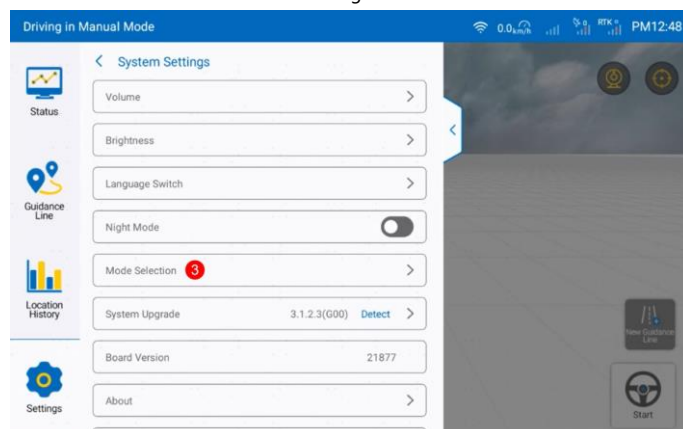 Driving in Manual Mode
0.0km/h
RTK
PM12:48
System Settings
Status
Volume
Brightness
Language Switch
Guidance
Line
Night Mode
Mode Selection 3
Location
History
System Upgrade 3.1.2.3(G00) Detect
New Guidance
Line
Board Version 21877
Settings
About
Start